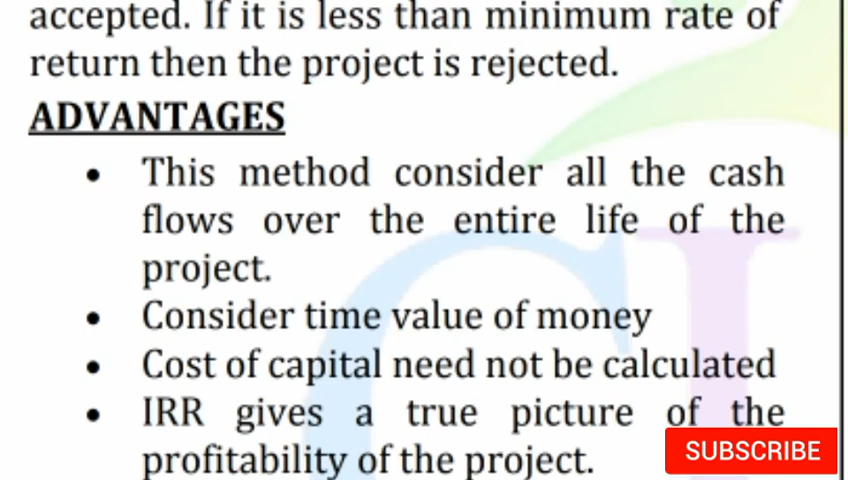 accepted. If it is less than minimum rate of
return then the project is rejected.
ADVANTAGES
• This method consider all the cash
flows over the entire life of the
project.
• Consider time value of money
• Cost of capital need not be calculated
• IRR gives a true picture of the
profitability of the project.
SUBSCRIBE